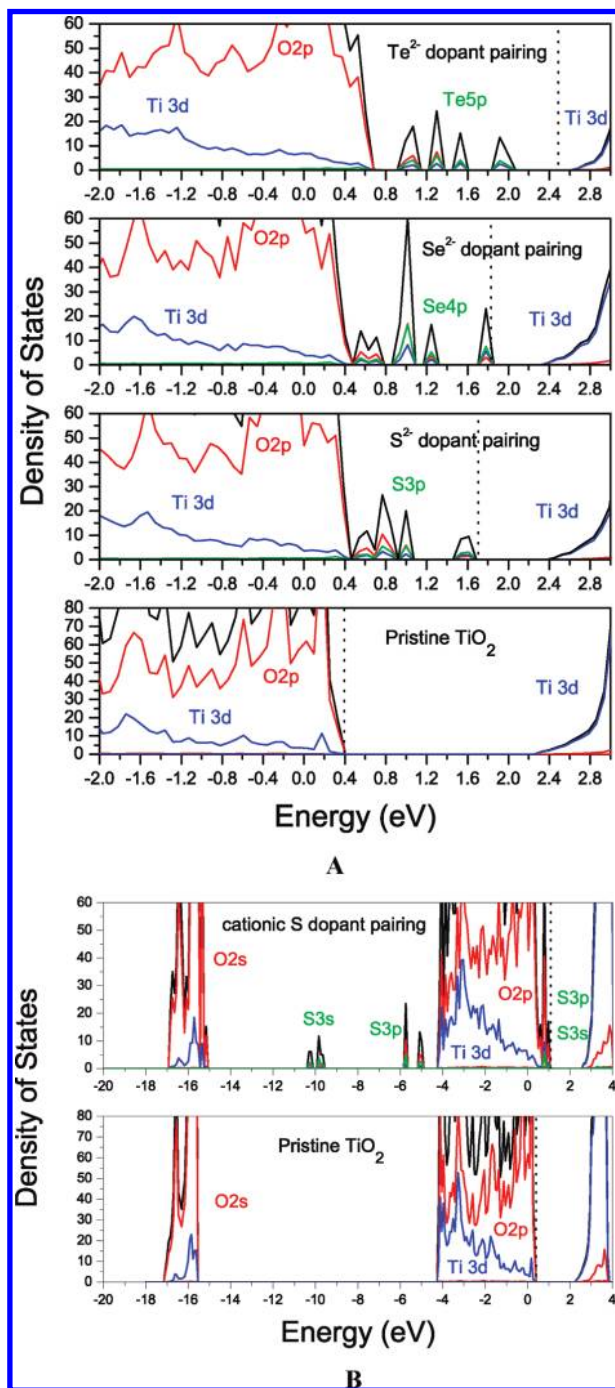 60
50
40
30
20
10
0
O2p
Te2- dopant pairing
Te5p
Ti 3d
Ti 3d
-2.0 -1.6 -1.2 -0.8 -0.4 0.0 0.4 0.8 1.2 1.6 2.0 2.4 2.8
60
50
40
30
20
10
0
O2p
Se2- dopant pairing
Se4p
Ti 3d
Ti 3d
-2.0 -1.6 -1.2 -0.8 -0.4 0.0 0.4 0.8 1.2 1.6 2.0 2.4 2.8
60
50
40
30
20
10
0
O2p
S2- dopant pairing
S3p
Ti 3d
Ti 3d
-2.0 -1.6 -1.2 -0.8 -0.4 0.0 0.4 0.8 1.2 1.6 2.0 2.4 2.8
80
70
60
50
40
30
20
10
0
Pristine TiO2
O2p
Ti 3d
Ti 3d
-2.0 -1.6 -1.2 -0.8 -0.4 0.0 0.4 0.8 1.2 1.6 2.0 2.4 2.8
Density of States
Energy (eV)
A
60
50
40
30
20
10
0
cationic S dopant pairing
O2s
S3s
S3p
O2p
Ti 3d
S3p
S3s
-20 -18 -16 -14 -12 -10 -8 -6 -4 -2 0 2 4
80
70
60
50
40
30
20
10
0
Pristine TiO2
O2s
O2p
Ti 3d
-20 -18 -16 -14 -12 -10 -8 -6 -4 -2 0 2 4
Density of States
Energy (eV)
B